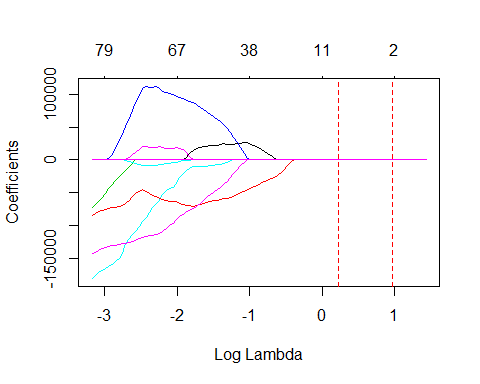 79 67 38 11 2
Coefficients
100000
0
-150000
-3 -2 -1 0 1
Log Lambda